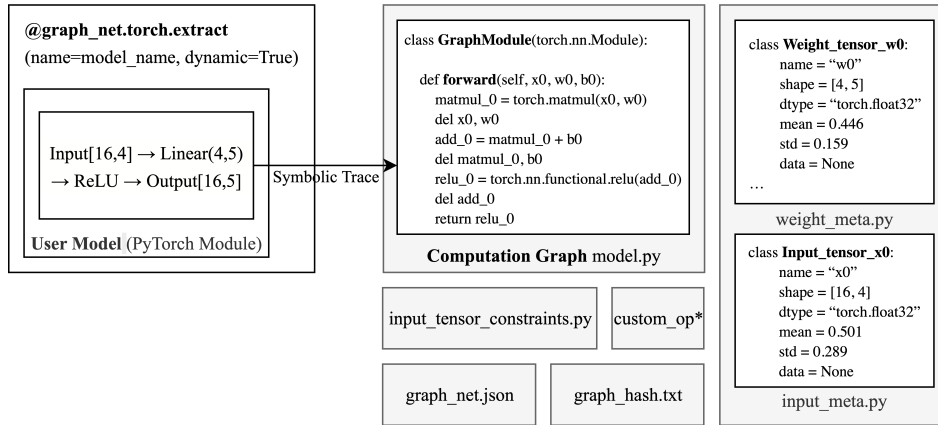 @graph_net.torch.extract
(name=model_name, dynamic=True)
Input[16,4] → Linear(4,5)
→ ReLU → Output[16,5]
User Model (PyTorch Module)
Symbolic Trace
class GraphModule(torch.nn.Module):
def forward(self, x0, w0, b0):
matmul_0 = torch.matmul(x0, w0)
del x0, w0
add_0 = matmul_0 + b0
del matmul_0, b0
relu_0 = torch.nn.functional.relu(add_0)
del add_0
return relu_0
Computation Graph model.py
input_tensor_constraints.py
custom_op*
graph_net.json
graph_hash.txt
class Weight_tensor_w0:
name = “w0”
shape = [4, 5]
dtype = “torch.float32”
mean = 0.446
std = 0.159
data = None
…
weight_meta.py
class Input_tensor_x0:
name = “x0”
shape = [16, 4]
dtype = “torch.float32”
mean = 0.501
std = 0.289
data = None
input_meta.py